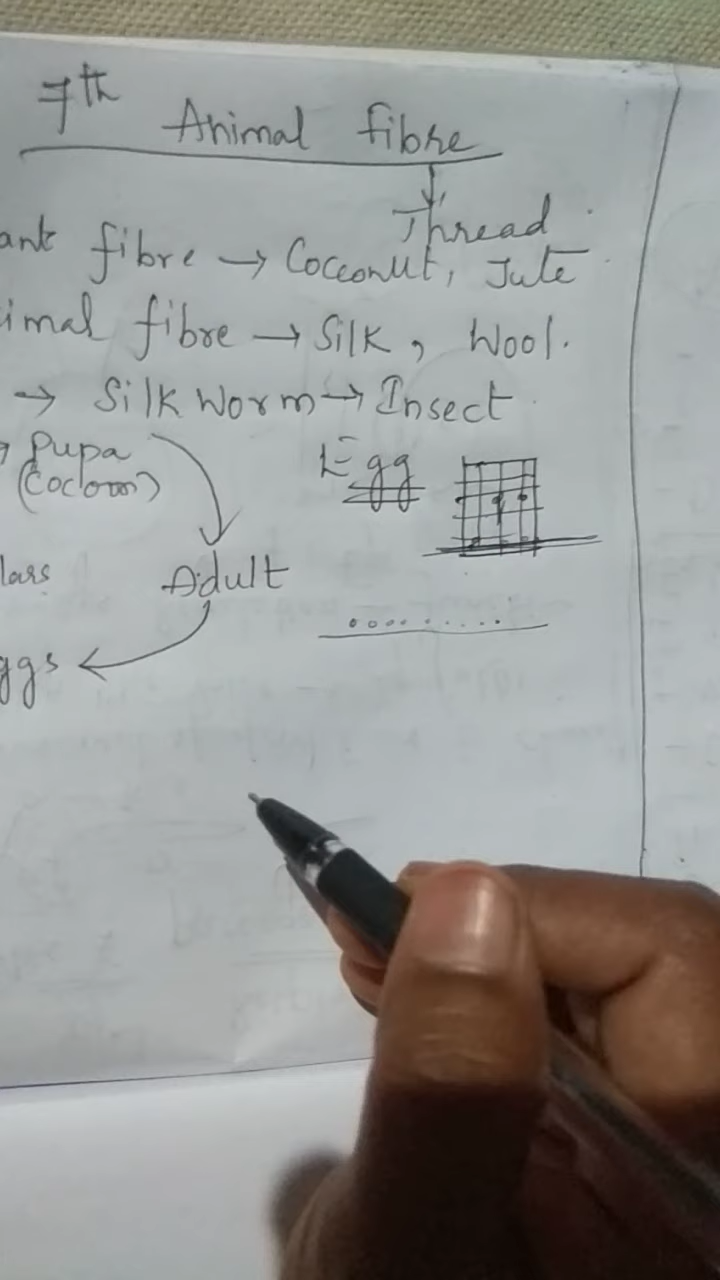 7th Animal fibre
Thread
ant fibre → Coconut, Jute
imal fibre → Silk, Wool.
→ Silk Worm → Insect
Pupa Egg
(Cocoon)
lars Adult
ggs